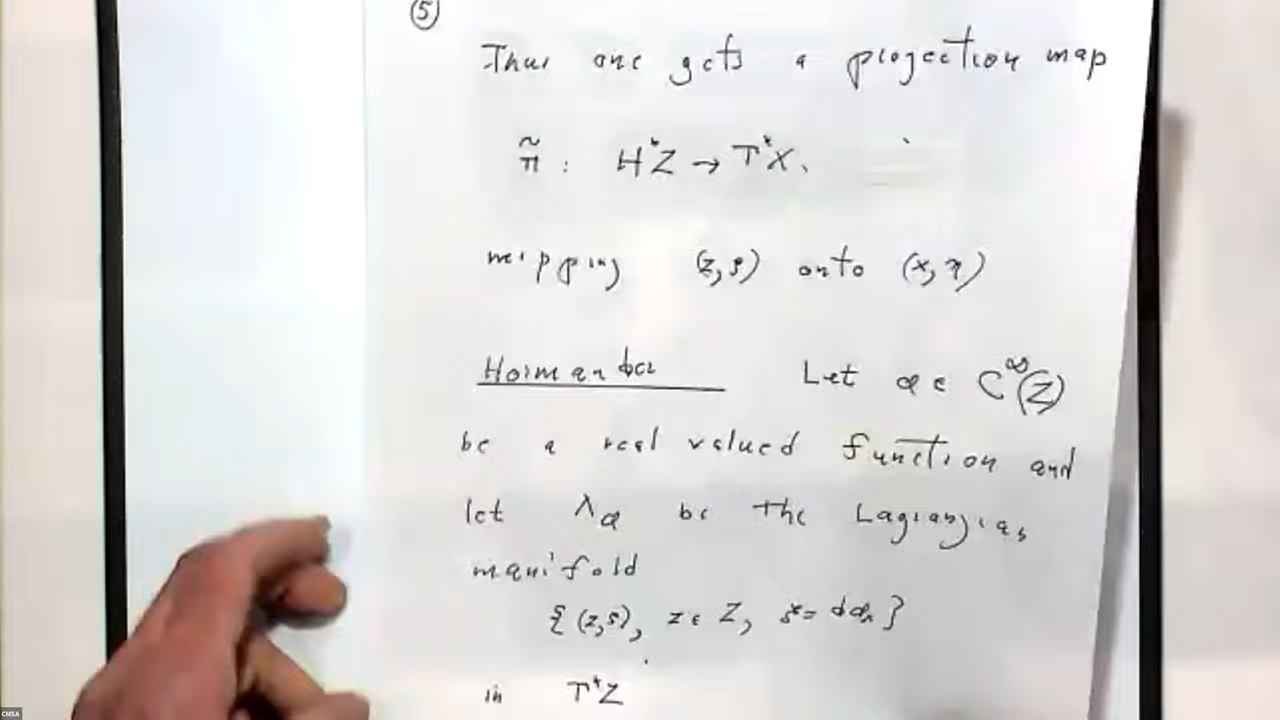 ⑤
Thus one gets a projection map
π̃ : H*Z → T*X.
mapping (z, ξ) onto (x, η)
Hormander Let φ ∈ C^∞(Z)
be a real valued function and
let λ_φ be the Lagrangian
manifold
{(z, ξ), z ∈ Z, ξ = dφ_z}
in T*Z
CMSA